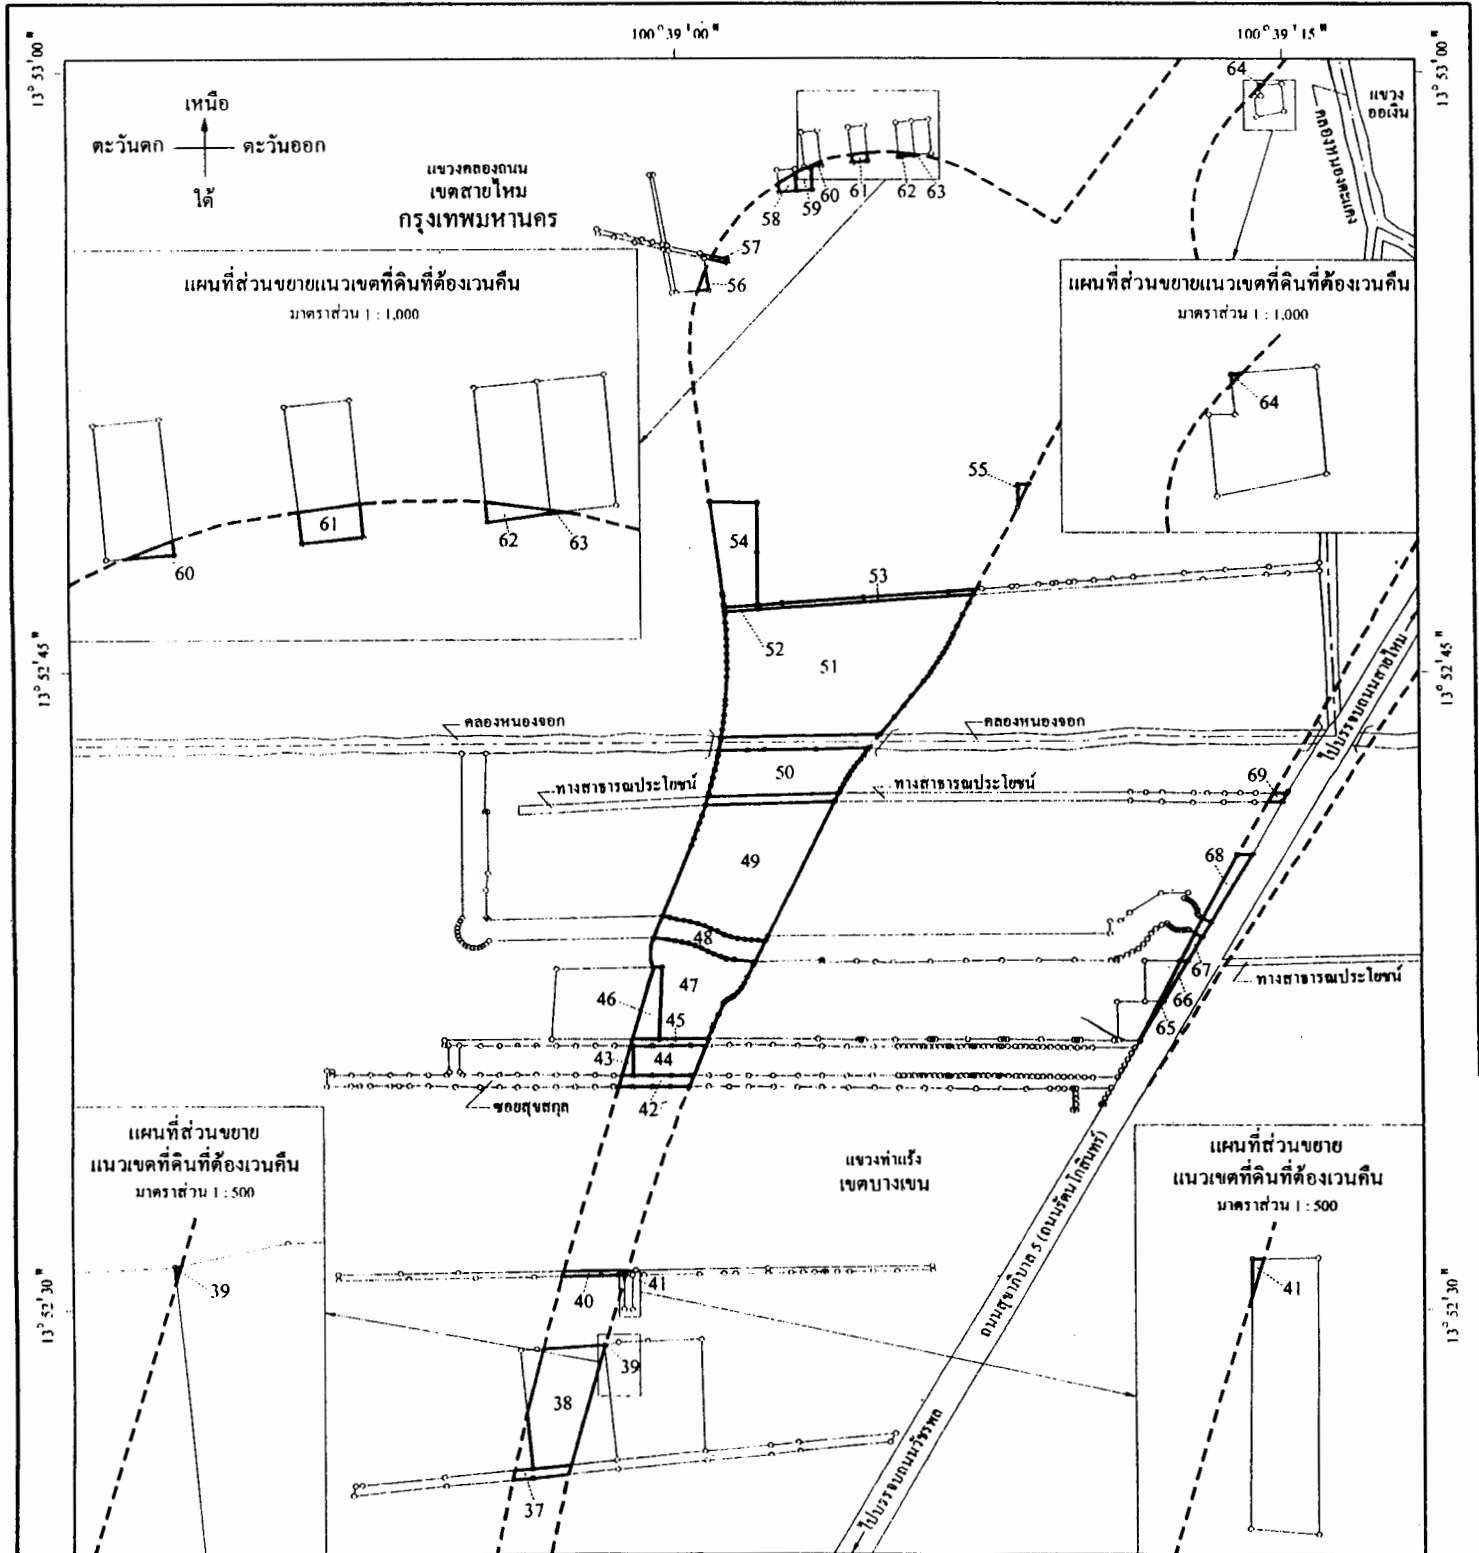 100° 39' 00"
100° 39' 15"
13° 53' 00"
13° 53' 00"
เหนือ
ตะวันตก
ตะวันออก
ใต้
แขวงคลองถนน
เขตสายไหม
กรุงเทพมหานคร
64
แขวง
ออเงิน
คลองหนองตะแคง
58
59
60
61
62
63
57
56
แผนที่ส่วนขยายแนวเขตที่ดินที่ต้องเวนคืน
มาตราส่วน 1 : 1,000
60
61
62
63
แผนที่ส่วนขยายแนวเขตที่ดินที่ต้องเวนคืน
มาตราส่วน 1 : 1,000
64
55
54
53
52
51
13° 52' 45"
13° 52' 45"
ไปบรรจบถนนสายไหม
คลองหนองจอก
คลองหนองจอก
50
ทางสาธารณประโยชน์
ทางสาธารณประโยชน์
69
49
68
48
47
67
46
66
ทางสาธารณประโยชน์
45
65
43
44
42
ซอยสุขสกุล
แผนที่ส่วนขยาย
แนวเขตที่ดินที่ต้องเวนคืน
มาตราส่วน 1 : 500
39
แขวงท่าแร้ง
เขตบางเขน
ถนนสุขาภิบาล 5 (ถนนรัตนโกสินทร์)
แผนที่ส่วนขยาย
แนวเขตที่ดินที่ต้องเวนคืน
มาตราส่วน 1 : 500
41
40
41
13° 52' 30"
13° 52' 30"
39
38
37
ไปบรรจบถนนวัชรพล